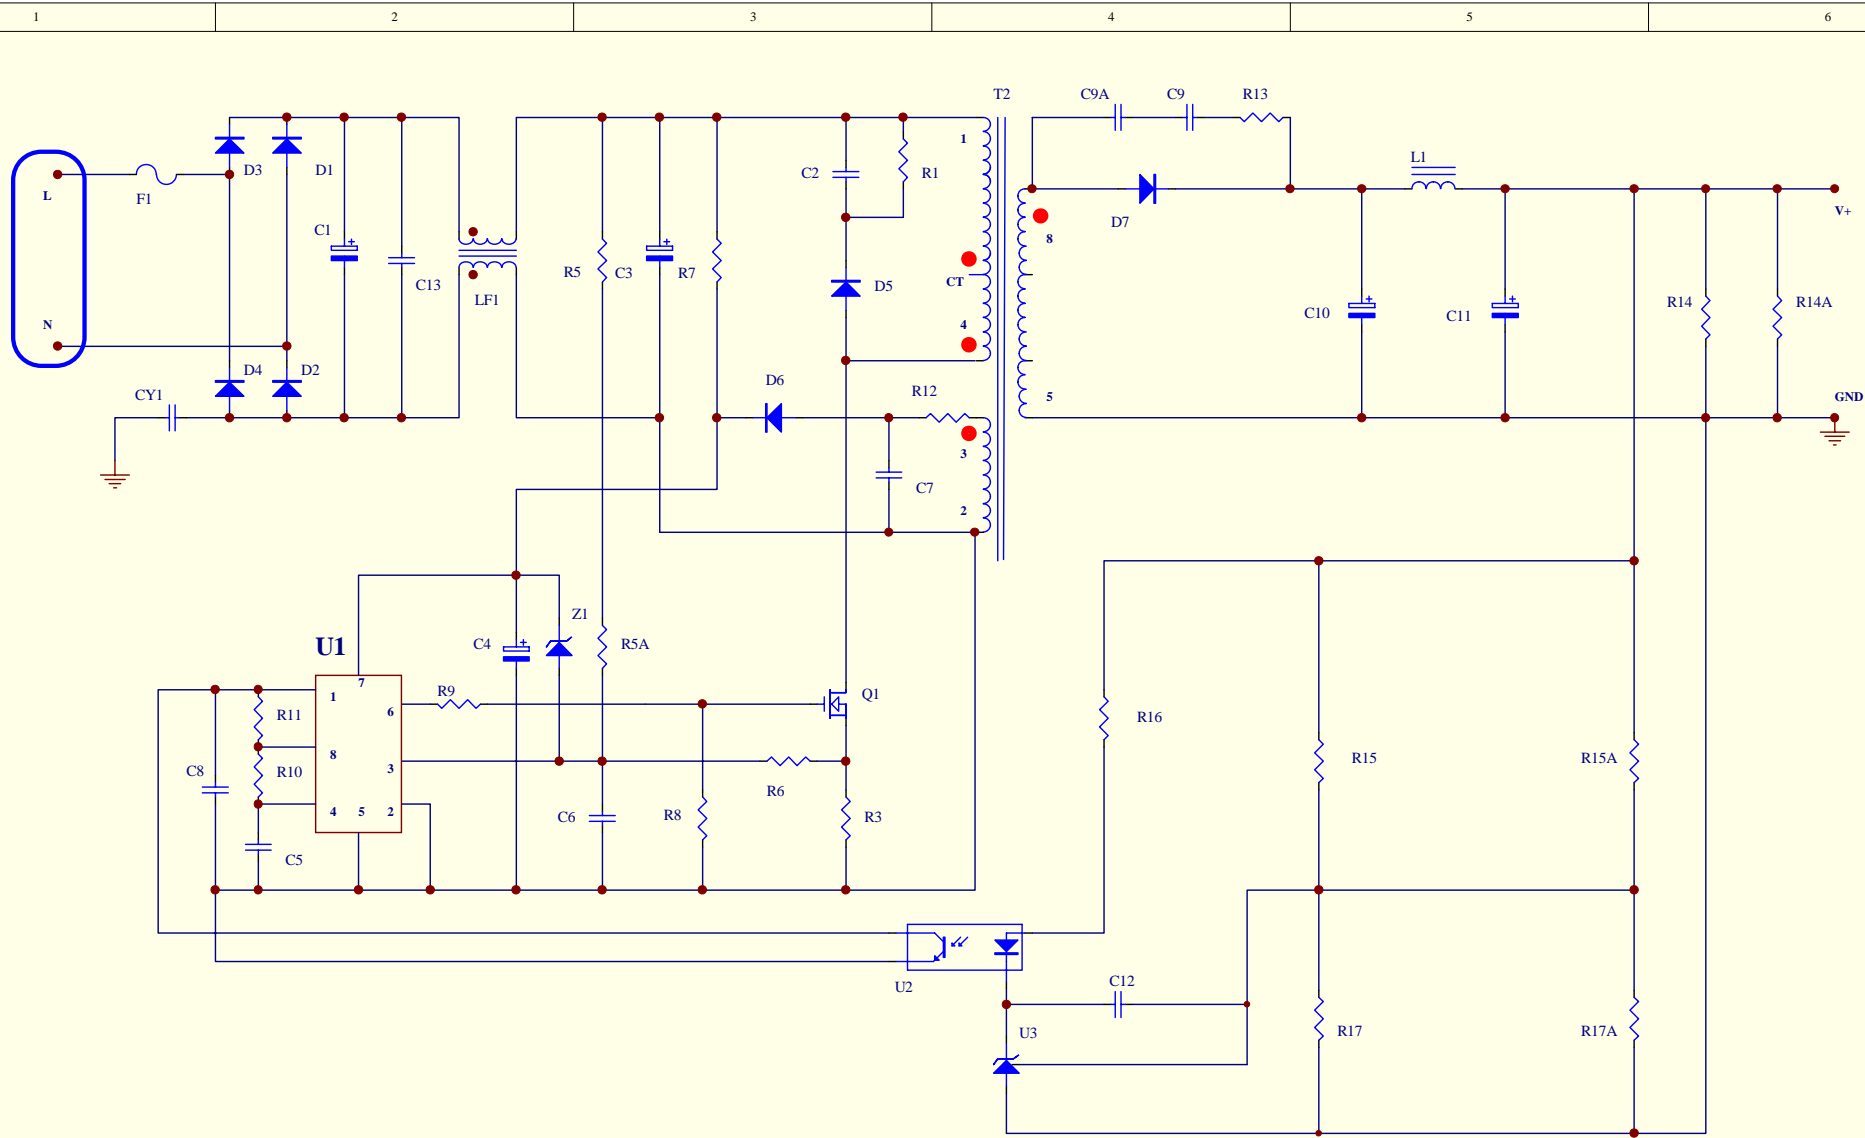 1 2 3 4 5 6
T2 C9A C9 R13
1
L1
D3 D1 C2 R1
L F1
V+
D7
C1 8
R5 C3 R7 CT D5
C13 LF1
R14 R14A
C10 C11
N 4
D4 D2 D6
CY1 R12 5 GND
3
C7
2
Z1
U1 C4 R5A
7
1 R9 Q1
R11 6 R16
8 R15 R15A
C8 R10 3
R6
4 5 2 C6 R8 R3
C5
C12
U2
U3 R17 R17A